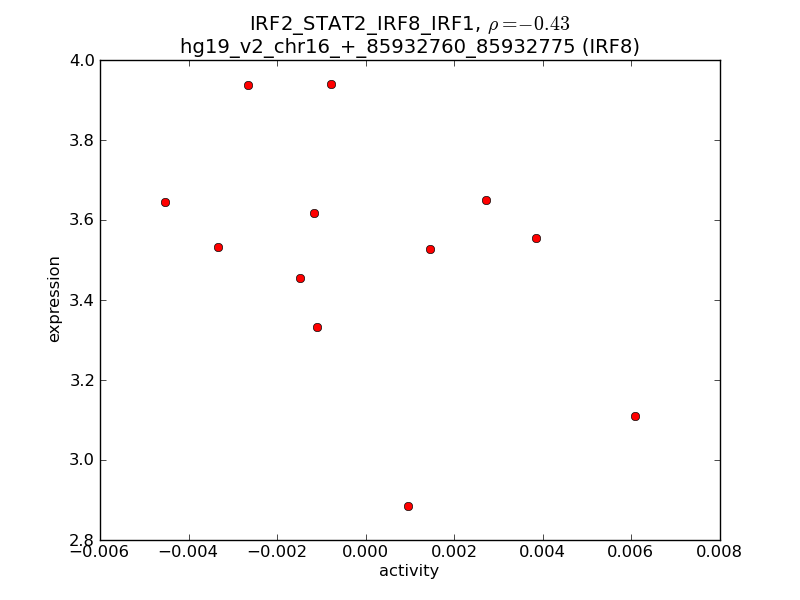 IRF2_STAT2_IRF8_IRF1, ρ=−0.43
hg19_v2_chr16_+_85932760_85932775 (IRF8)
4.0
3.8
3.6
3.4
3.2
3.0
2.8
expression
−0.006 −0.004 −0.002 0.000 0.002 0.004 0.006 0.008
activity